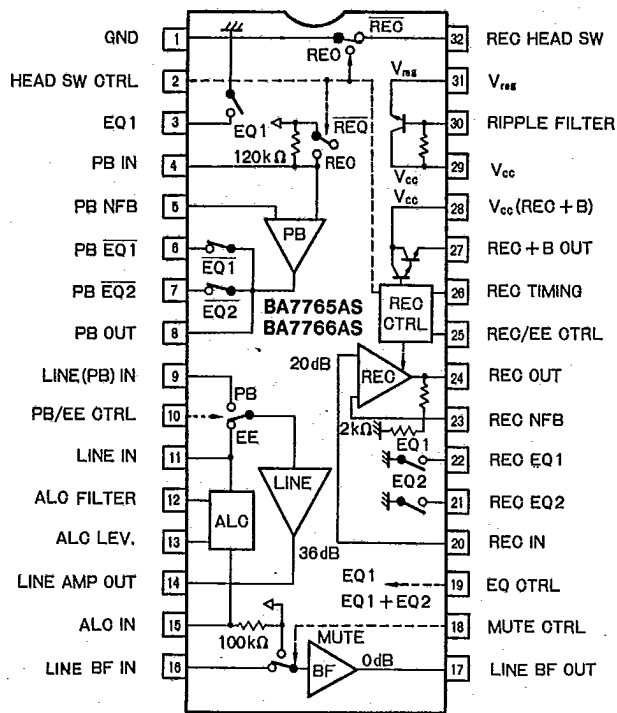 GND 1
HEAD SW CTRL 2
EQ1 3
PB IN 4
PB NFB 5
PB EQ1 6
PB EQ2 7
PB OUT 8
LINE(PB) IN 9
PB/EE CTRL 10
LINE IN 11
ALC FILTER 12
ALC LEV. 13
LINE AMP OUT 14
ALC IN 15
LINE BF IN 16
REC
REC
EQ1
REQ
REC
120kΩ
PB
EQ1
EQ2
BA7765AS
BA7766AS
PB
EE
LINE
ALC
36dB
100kΩ
MUTE
BF
0dB
Vreg
Vcc
Vcc
REC CTRL
20dB
REC
2kΩ
EQ1
EQ2
EQ1
EQ1+EQ2
32 REC HEAD SW
31 Vreg
30 RIPPLE FILTER
29 Vcc
28 Vcc(REC+B)
27 REC+B OUT
26 REC TIMING
25 REC/EE CTRL
24 REC OUT
23 REC NFB
22 REC EQ1
21 REC EQ2
20 REC IN
19 EQ CTRL
18 MUTE CTRL
17 LINE BF OUT